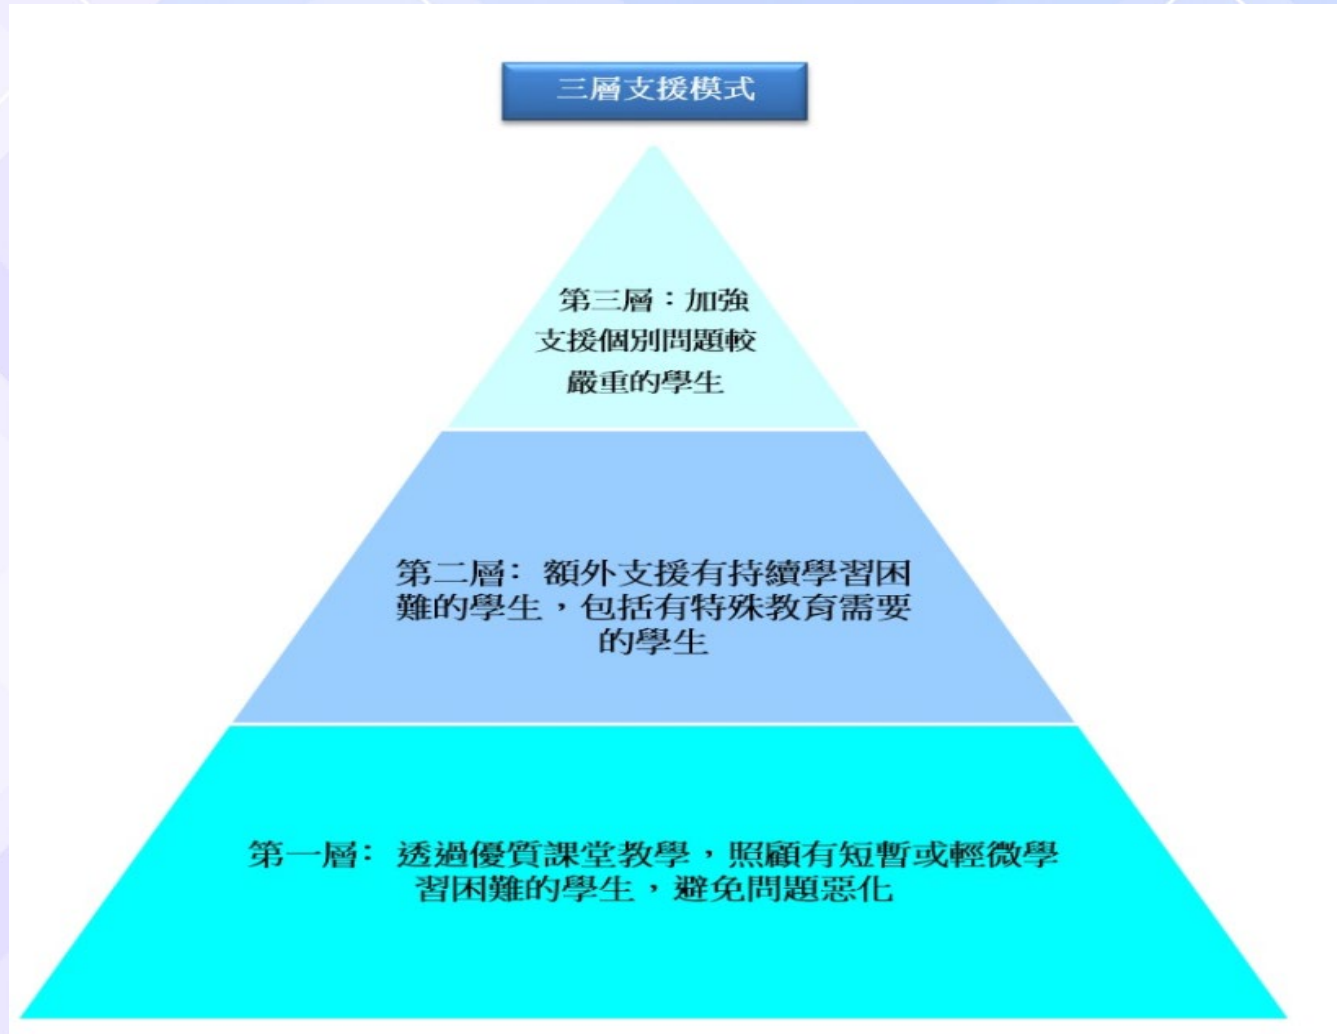 三層支援模式
第三層：加強
支援個別問題較
嚴重的學生
第二層: 額外支援有持續學習困
難的學生，包括有特殊教育需要
的學生
第一層: 透過優質課堂教學，照顧有短暫或輕微學
習困難的學生，避免問題惡化